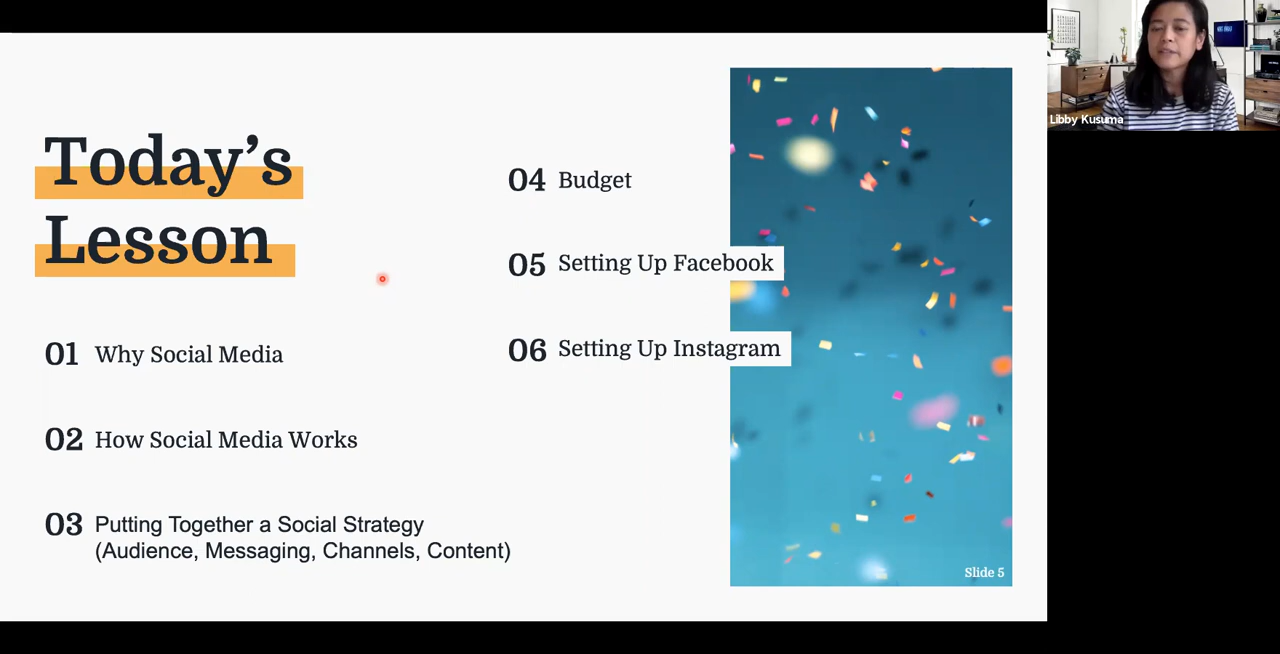 Today’s
Lesson
01 Why Social Media
02 How Social Media Works
03 Putting Together a Social Strategy
(Audience, Messaging, Channels, Content)
04 Budget
05 Setting Up Facebook
06 Setting Up Instagram
Slide 5
Libby Kusuma